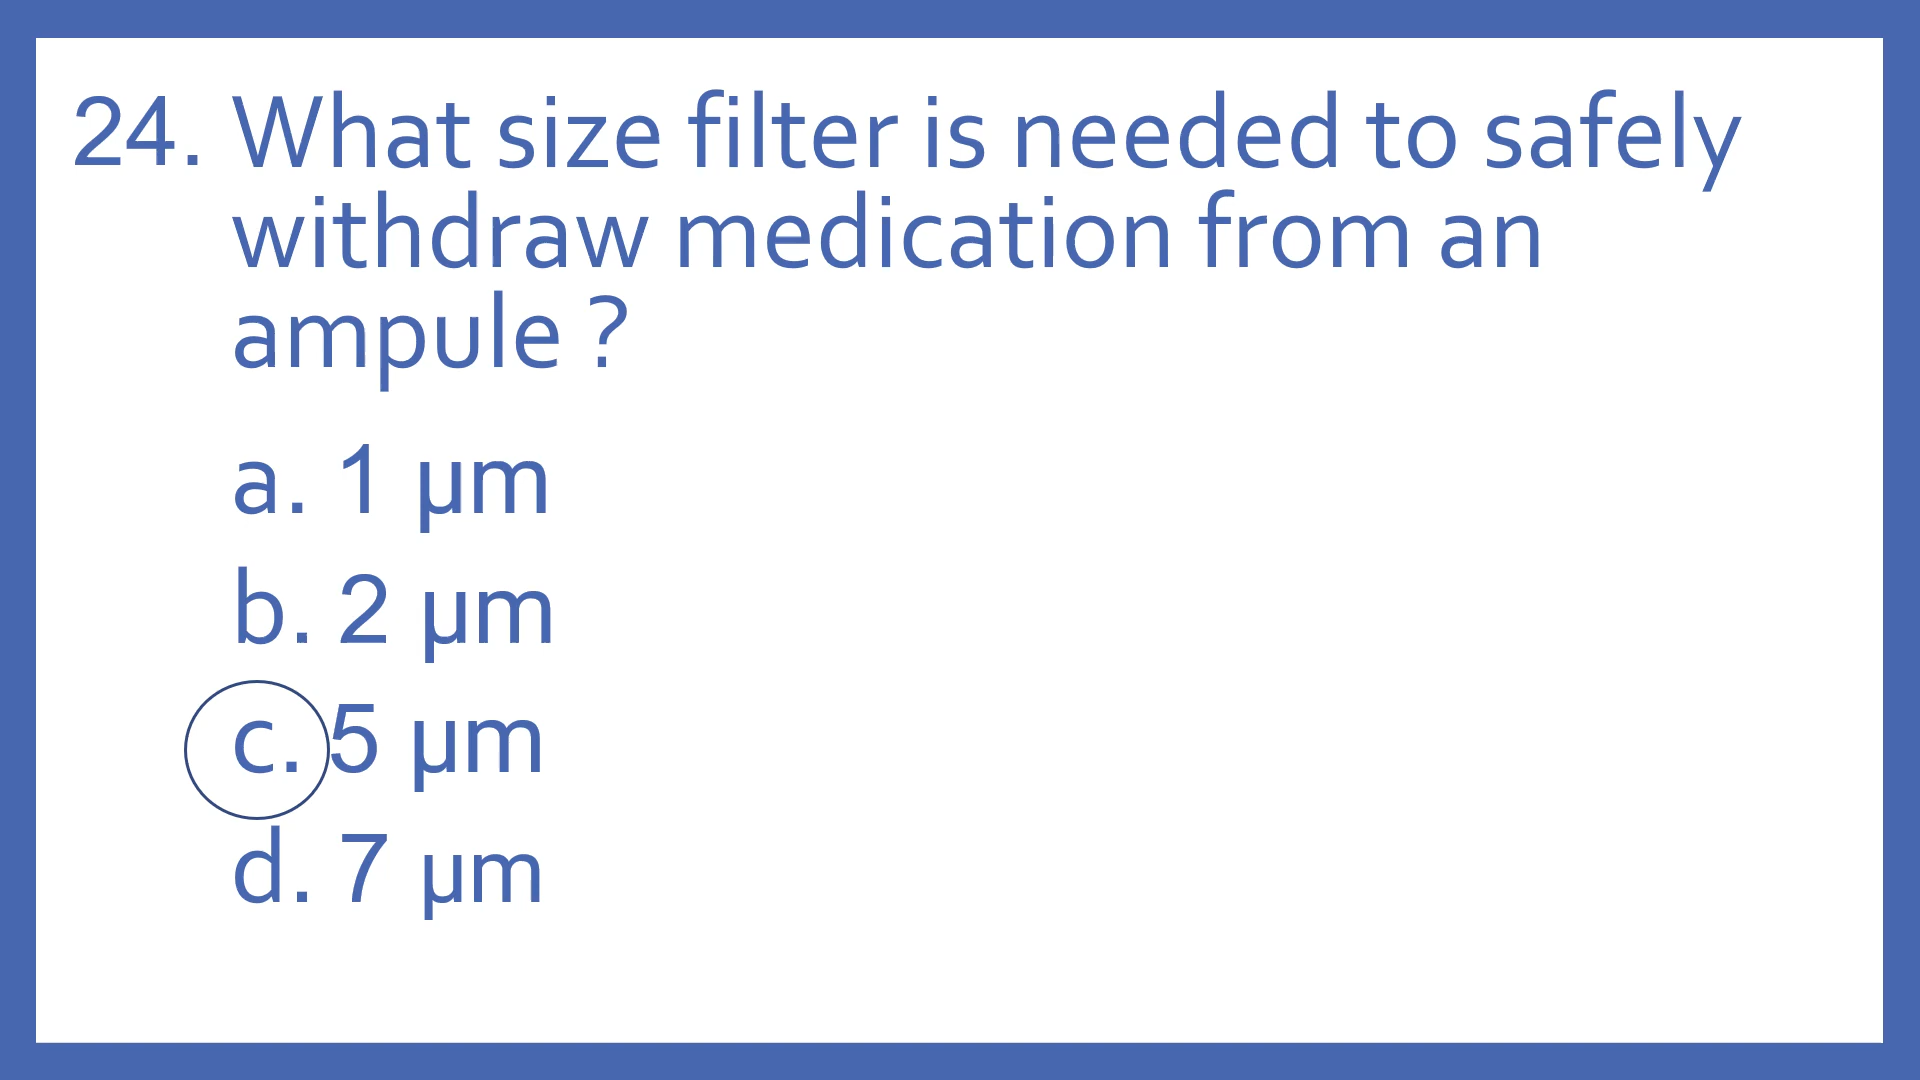 24. What size filter is needed to safely
withdraw medication from an
ampule ?
a. 1 µm
b. 2 µm
c. 5 µm
d. 7 µm